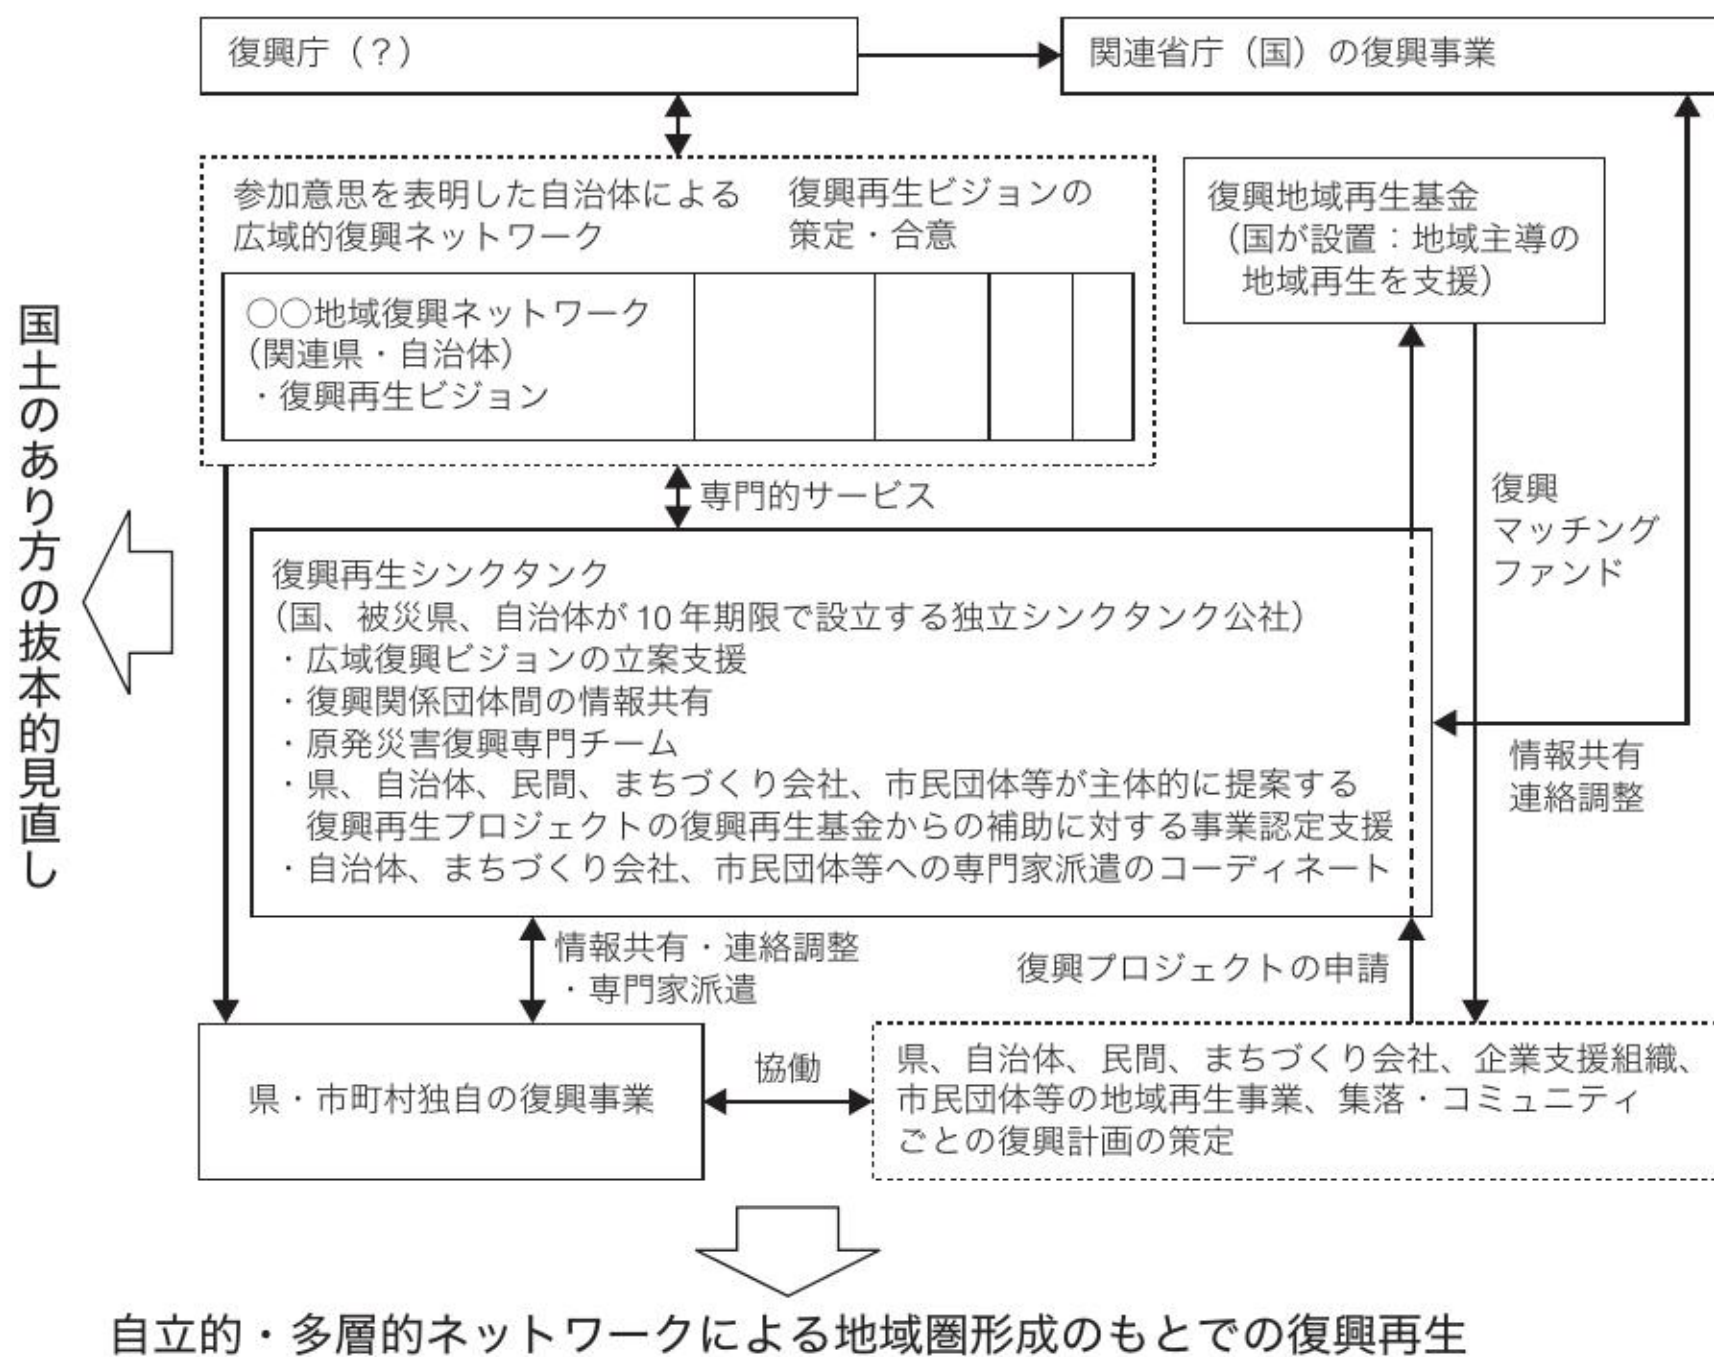 復興庁（？）
関連省庁（国）の復興事業
参加意思を表明した自治体による
広域的復興ネットワーク
復興再生ビジョンの
策定・合意
復興地域再生基金
（国が設置：地域主導の
地域再生を支援）
○○地域復興ネットワーク
（関連県・自治体）
・復興再生ビジョン
国土のあり方の抜本的見直し
専門的サービス
復興
マッチング
ファンド
復興再生シンクタンク
（国、被災県、自治体が10年期限で設立する独立シンクタンク公社）
・広域復興ビジョンの立案支援
・復興関係団体間の情報共有
・原発災害復興専門チーム
・県、自治体、民間、まちづくり会社、市民団体等が主体的に提案する
復興再生プロジェクトの復興再生基金からの補助に対する事業認定支援
・自治体、まちづくり会社、市民団体等への専門家派遣のコーディネート
情報共有
連絡調整
情報共有・連絡調整
・専門家派遣
復興プロジェクトの申請
県・市町村独自の復興事業
協働
県、自治体、民間、まちづくり会社、企業支援組織、
市民団体等の地域再生事業、集落・コミュニティ
ごとの復興計画の策定
自立的・多層的ネットワークによる地域圏形成のもとでの復興再生